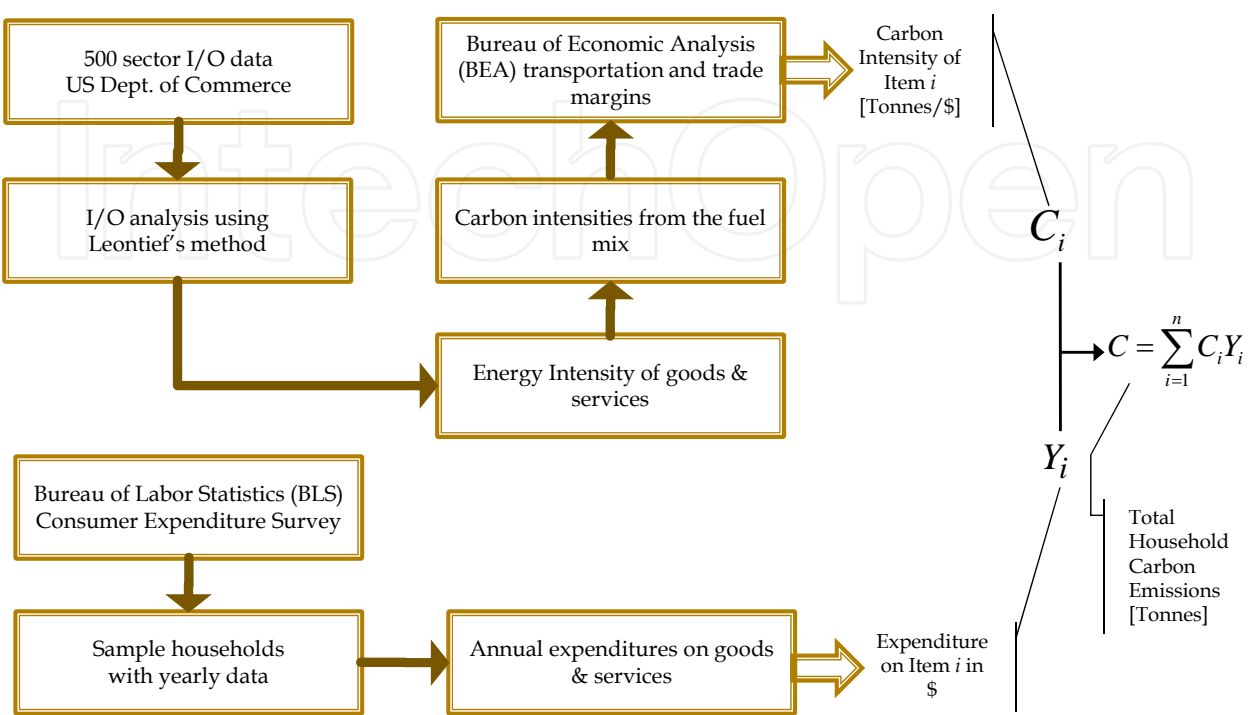 500 sector I/O data
US Dept. of Commerce
I/O analysis using
Leontief’s method
Energy Intensity of goods &
services
Carbon intensities from the fuel
mix
Bureau of Economic Analysis
(BEA) transportation and trade
margins
Carbon
Intensity of
Item i
[Tonnes/$]
C_i
C = \sum_{i=1}^{n} C_i Y_i
Y_i
Total
Household
Carbon
Emissions
[Tonnes]
Bureau of Labor Statistics (BLS)
Consumer Expenditure Survey
Sample households
with yearly data
Annual expenditures on goods
& services
Expenditure
on Item i in
$
IntechOpen